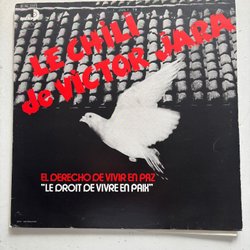 LE CHILI
de VICTOR JARA
EL DERECHO DE VIVIR EN PAZ
"LE DROIT DE VIVRE EN PAIX"